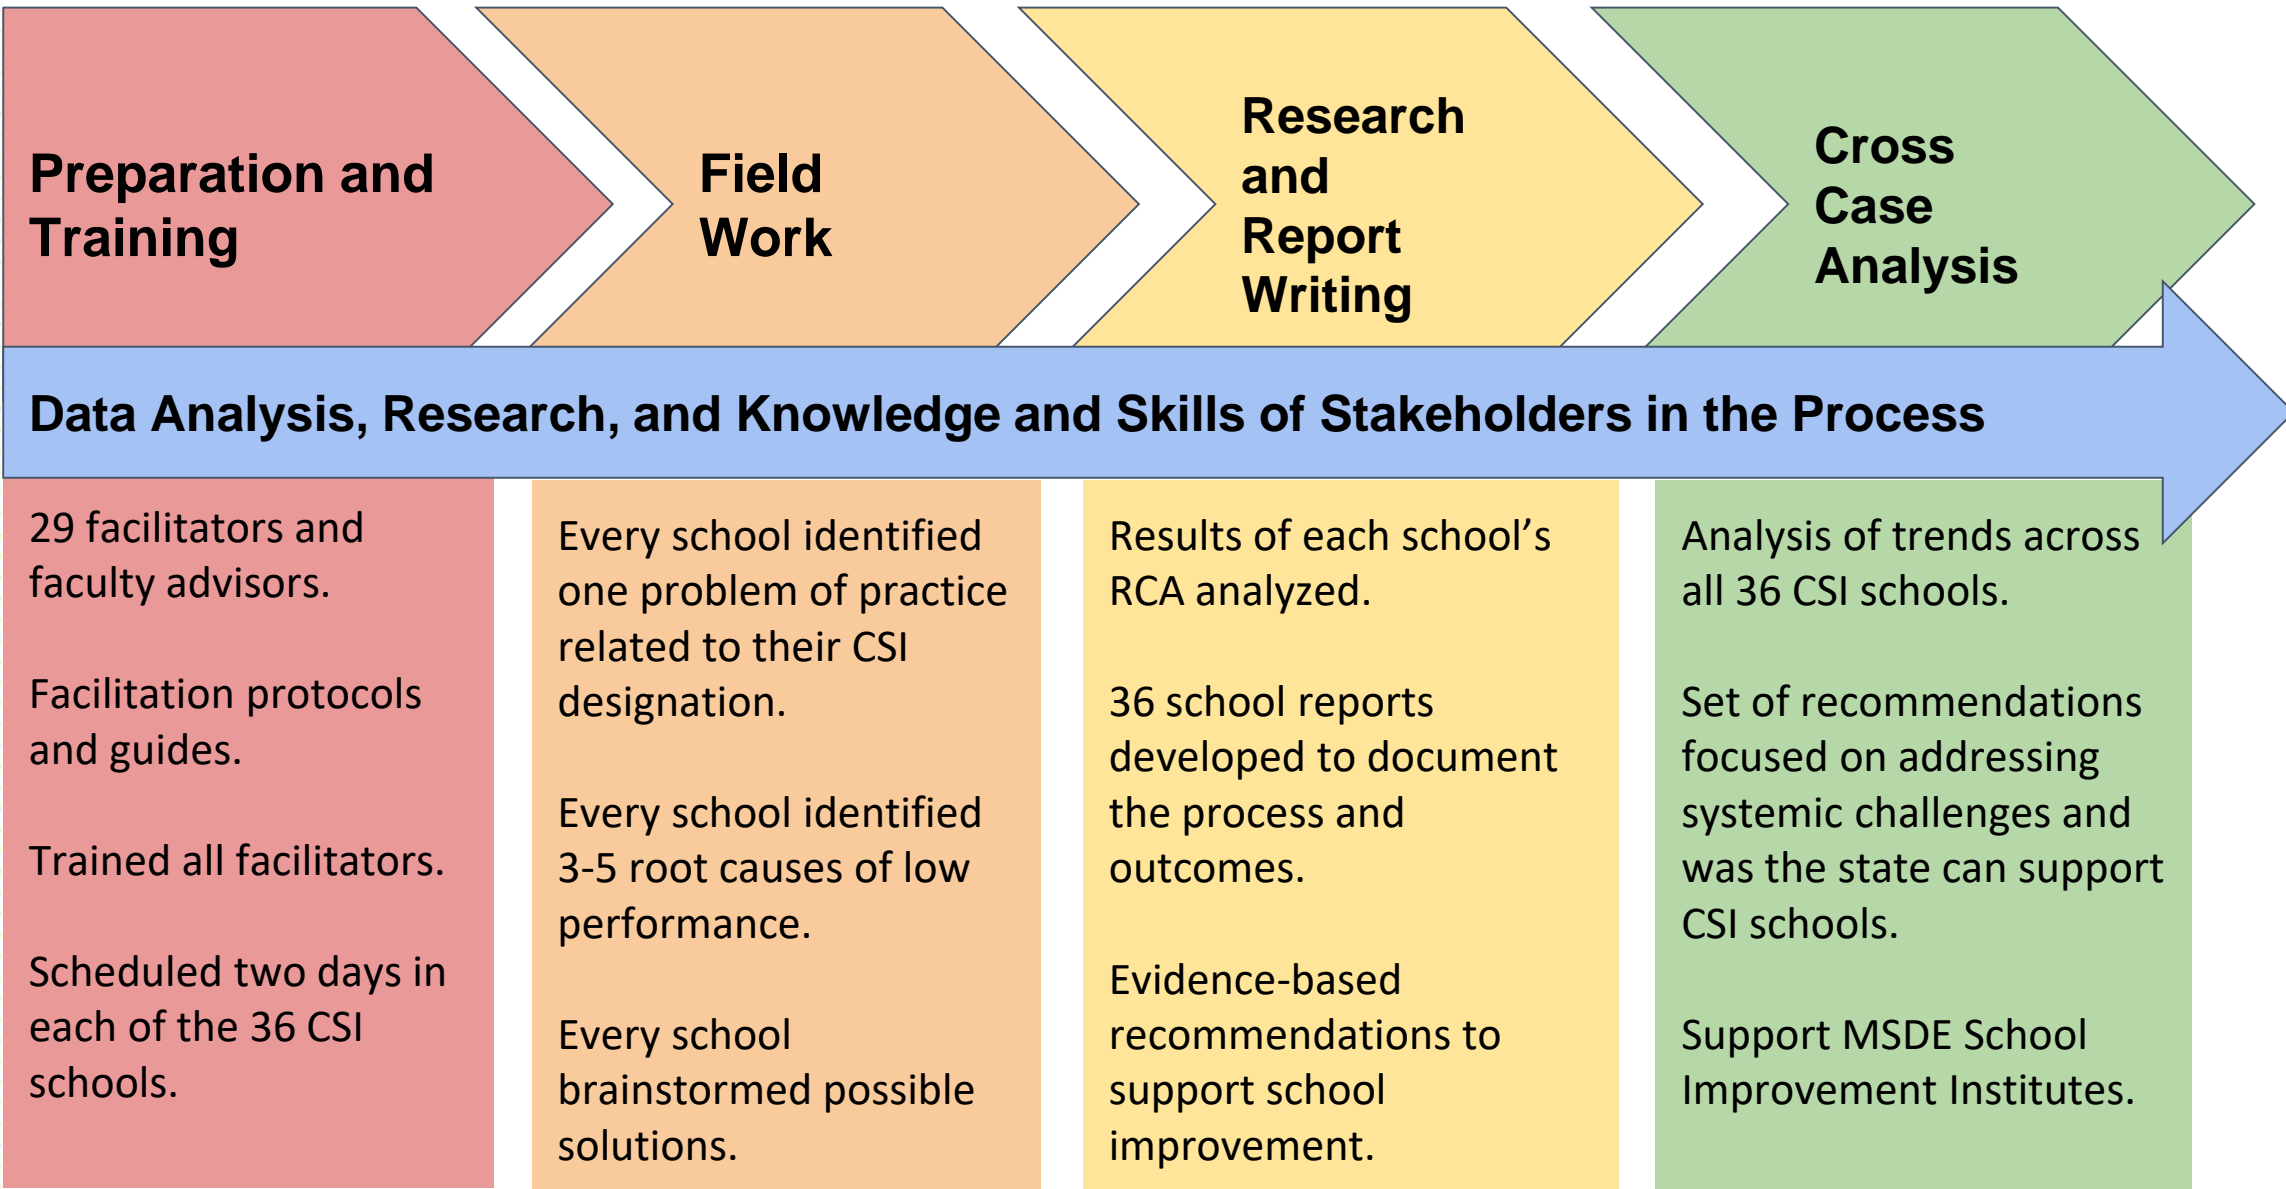 Preparation and
Training
Field
Work
Research
and
Report
Writing
Cross
Case
Analysis
Data Analysis, Research, and Knowledge and Skills of Stakeholders in the Process
29 facilitators and
faculty advisors.
Facilitation protocols
and guides.
Trained all facilitators.
Scheduled two days in
each of the 36 CSI
schools.
Every school identified
one problem of practice
related to their CSI
designation.
Every school identified
3-5 root causes of low
performance.
Every school
brainstormed possible
solutions.
Results of each school’s
RCA analyzed.
36 school reports
developed to document
the process and
outcomes.
Evidence-based
recommendations to
support school
improvement.
Analysis of trends across
all 36 CSI schools.
Set of recommendations
focused on addressing
systemic challenges and
was the state can support
CSI schools.
Support MSDE School
Improvement Institutes.